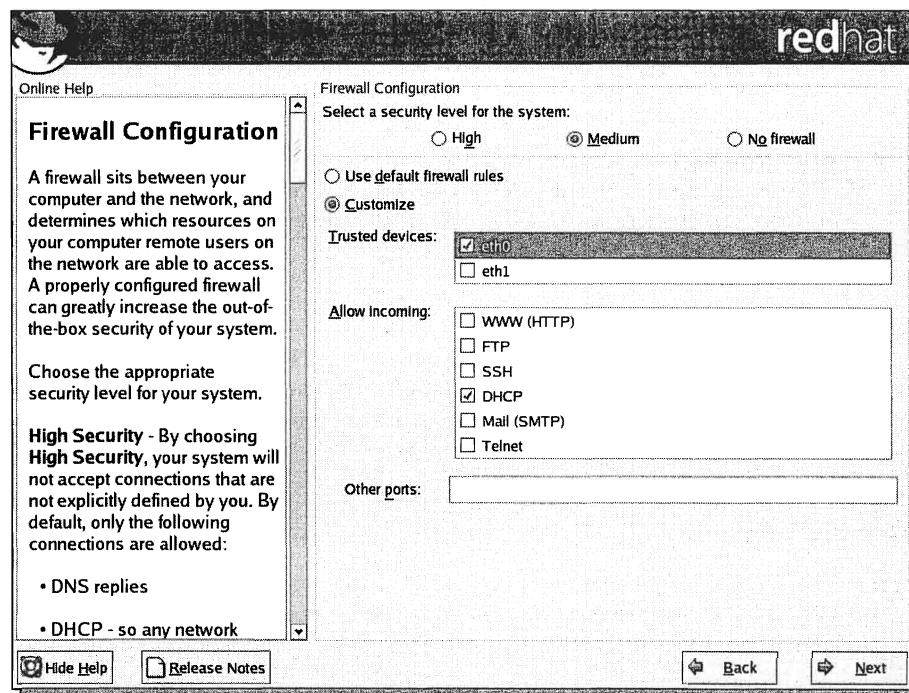 redhat
Online Help
Firewall Configuration
A firewall sits between your
computer and the network, and
determines which resources on
your computer remote users on
the network are able to access.
A properly configured firewall
can greatly increase the out-of-
the-box security of your system.
Choose the appropriate
security level for your system.
High Security - By choosing
High Security, your system will
not accept connections that are
not explicitly defined by you. By
default, only the following
connections are allowed:
• DNS replies
• DHCP - so any network
Firewall Configuration
Select a security level for the system:
High Medium No firewall
Use default firewall rules
Customize
Trusted devices:
eth0
eth1
Allow incoming:
WWW (HTTP)
FTP
SSH
DHCP
Mail (SMTP)
Telnet
Other ports:
Hide Help Release Notes Back Next